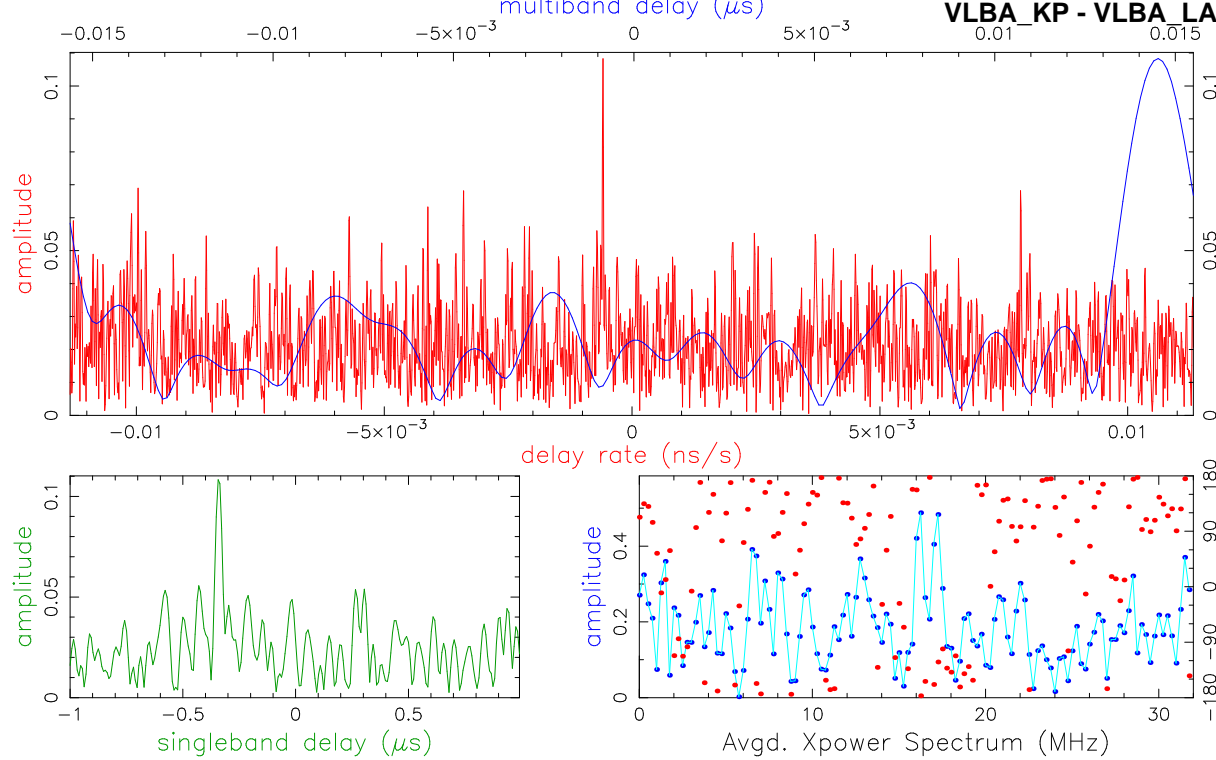 multiband delay (μs)
VLBA_KP - VLBA_LA
−0.015 −0.01 −5×10⁻³ 0 5×10⁻³ 0.01 0.015
amplitude
0.1 0.05 0
0.1 0.05 0
−0.01 −5×10⁻³ 0 5×10⁻³ 0.01
delay rate (ns/s)
amplitude
0.1 0.05 0
−1 −0.5 0 0.5
singleband delay (μs)
amplitude
0.4 0.2 0
180 90 0 −90 −180
0 10 20 30
Avgd. Xpower Spectrum (MHz)